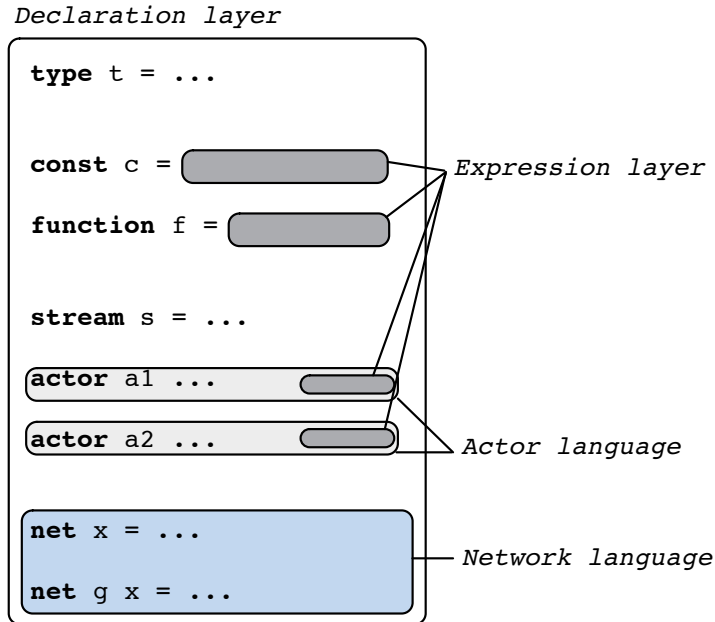 Declaration layer
type t = ...
const c =
Expression layer
function f =
stream s = ...
actor a1 ...
actor a2 ...
Actor language
net x = ...
Network language
net g x = ...